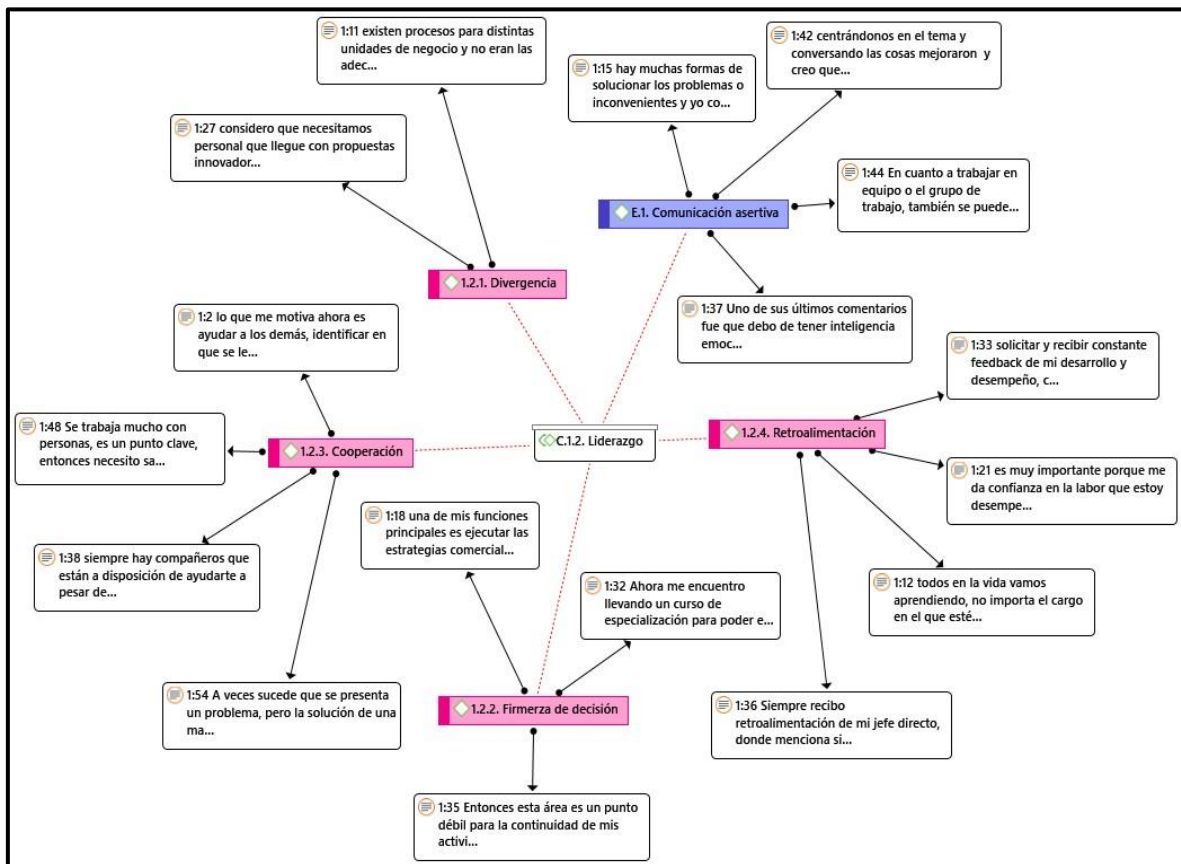 1:11 existen procesos para distintas
unidades de negocio y no eran las
adec...
1:42 centrándonos en el tema y
conversando las cosas mejoraron y
creo que...
1:15 hay muchas formas de
solucionar los problemas o
inconvenientes y yo co...
1:27 considero que necesitamos
personal que llegue con propuestas
innovador...
1:44 En cuanto a trabajar en
equipo o el grupo de
trabajo, también se puede...
E.1. Comunicación asertiva
1.2.1. Divergencia
1:2 lo que me motiva ahora es
ayudar a los demás, identificar en
que se le...
1:37 Uno de sus últimos comentarios
fue que debo de tener inteligencia
emoc...
1:33 solicitar y recibir constante
feedback de mi desarrollo y
desempeño, c...
1:48 Se trabaja mucho con
personas, es un punto clave,
entonces necesito sa...
1.2.3. Cooperación
C.1.2. Liderazgo
1.2.4. Retroalimentación
1:21 es muy importante porque me
da confianza en la labor que estoy
desempe...
1:18 una de mis funciones
principales es ejecutar las
estrategias comercial...
1:38 siempre hay compañeros que
están a disposición de ayudarte a
pesar de...
1:32 Ahora me encuentro
llevando un curso de
especialización para poder e...
1:12 todos en la vida vamos
aprendiendo, no importa el cargo
en el que esté...
1:54 A veces sucede que se presenta
un problema, pero la solución de una
ma...
1.2.2. Firmerza de decisión
1:36 Siempre recibo
retroalimentación de mi jefe directo,
donde menciona si...
1:35 Entonces esta área es un punto
débil para la continuidad de mis
activi...